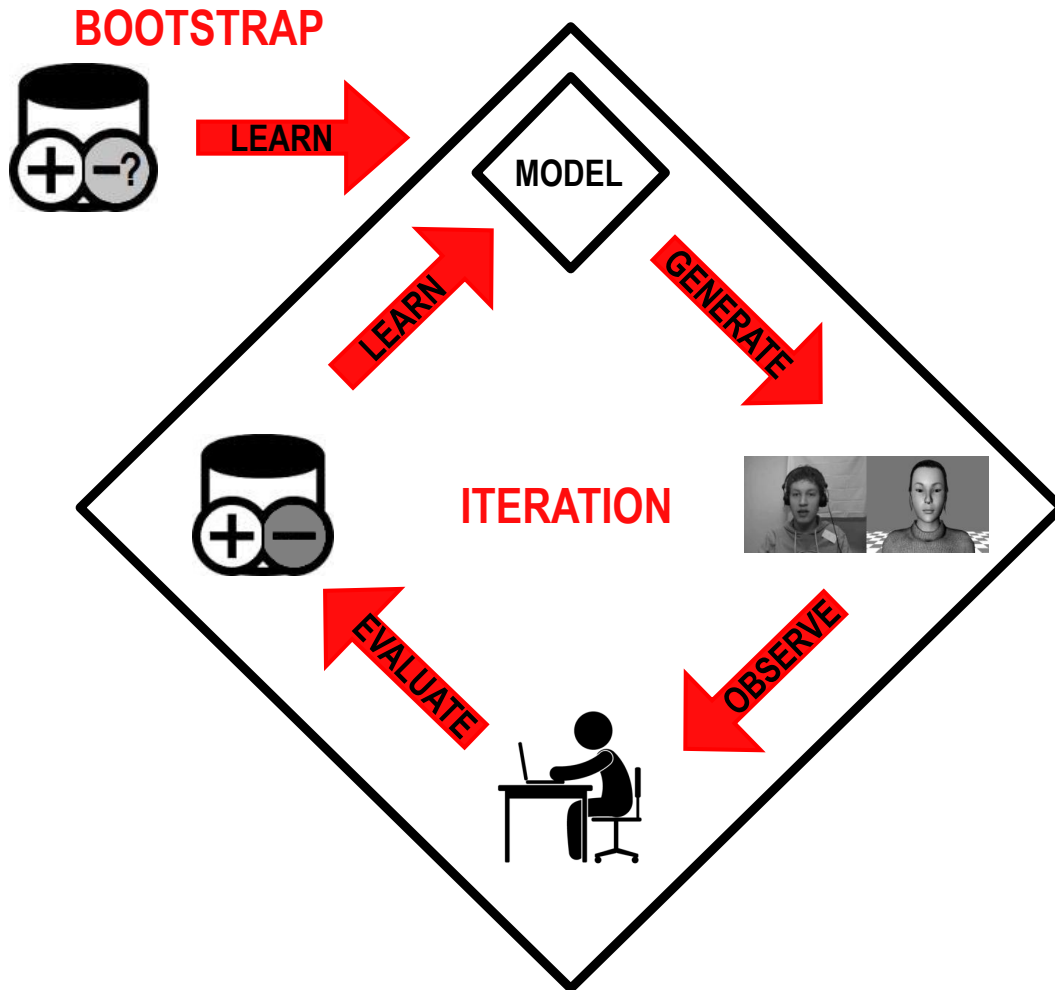 BOOTSTRAP
+ −?
LEARN
MODEL
LEARN
GENERATE
+ −
ITERATION
EVALUATE
OBSERVE